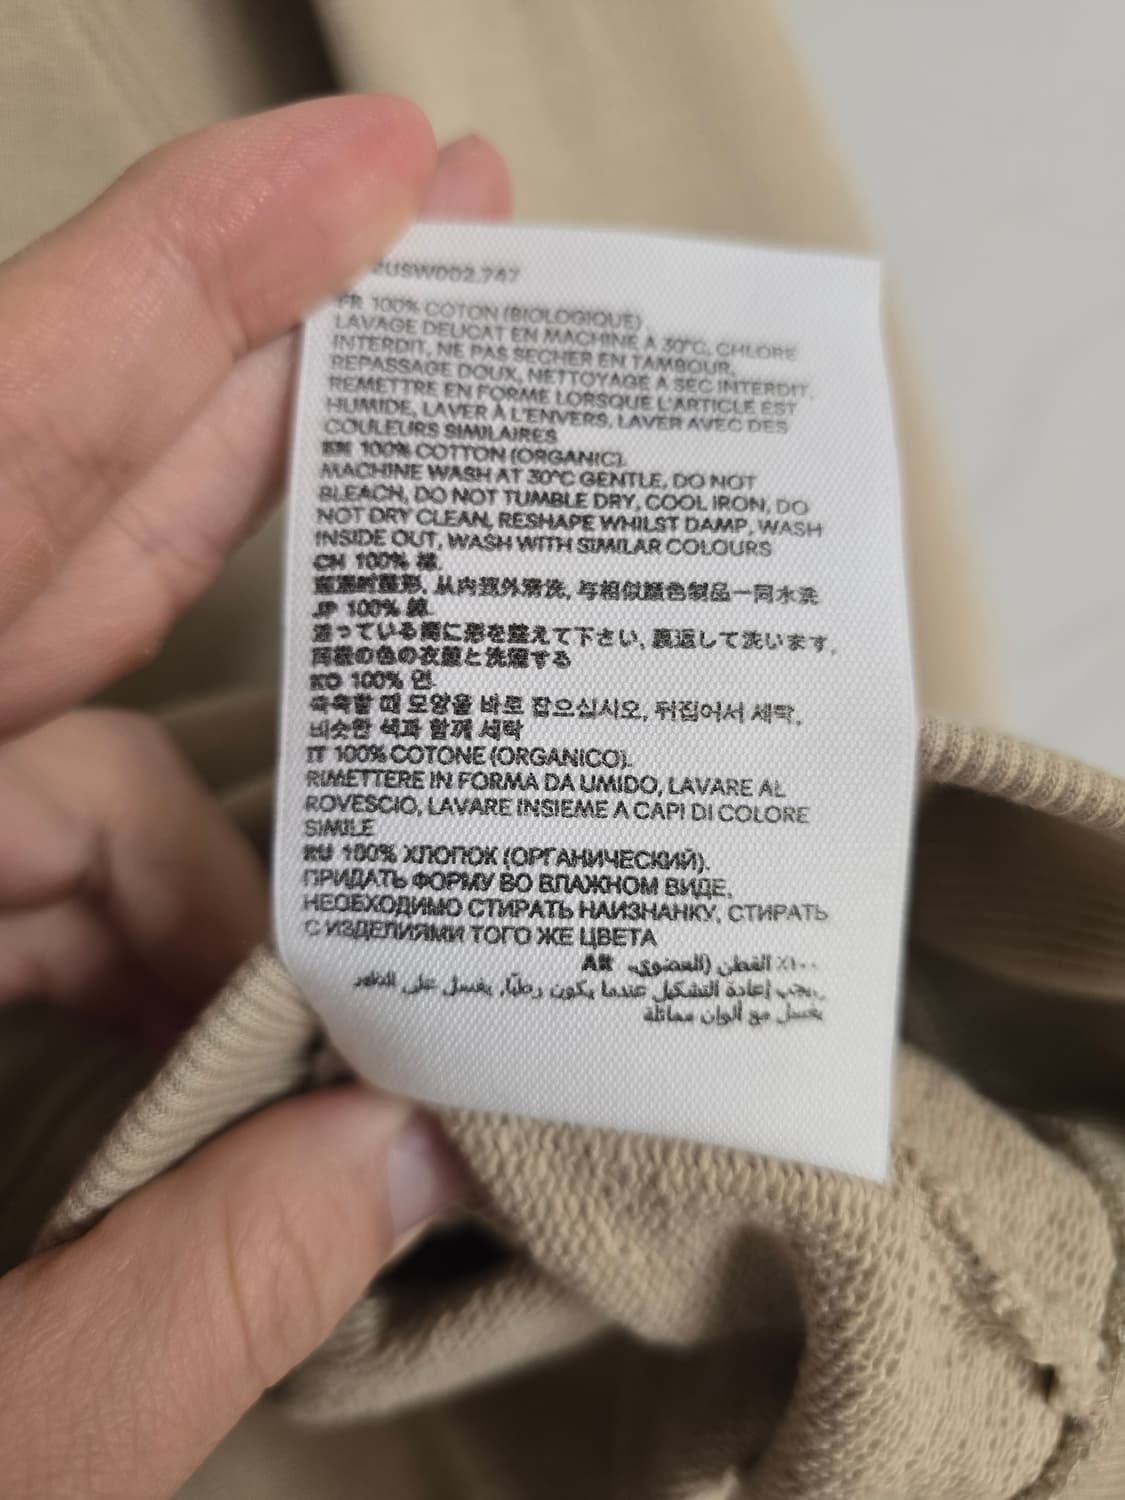 2USW002.747
FR 100% COTON (BIOLOGIQUE)
LAVAGE DELICAT EN MACHINE A 30°C, CHLORE
INTERDIT, NE PAS SECHER EN TAMBOUR,
REPASSAGE DOUX, NETTOYAGE A SEC INTERDIT,
REMETTRE EN FORME LORSQUE L'ARTICLE EST
HUMIDE, LAVER À L'ENVERS, LAVER AVEC DES
COULEURS SIMILAIRES
EN 100% COTTON (ORGANIC).
MACHINE WASH AT 30°C GENTLE, DO NOT
BLEACH, DO NOT TUMBLE DRY, COOL IRON, DO
NOT DRY CLEAN, RESHAPE WHILST DAMP, WASH
INSIDE OUT, WASH WITH SIMILAR COLOURS
CH 100% 棉.
从内到外清洗, 与相似颜色制品一同水洗
JP 100% 綿.
湿っている間に形を整えて下さい, 裏返して洗います,
同様の色の衣服と洗濯する
KO 100% 면.
축축할 때 모양을 바로 잡으십시오, 뒤집어서 세탁,
비슷한 색과 함께 세탁
IT 100% COTONE (ORGANICO).
RIMETTERE IN FORMA DA UMIDO, LAVARE AL
ROVESCIO, LAVARE INSIEME A CAPI DI COLORE
SIMILE
RU 100% ХЛОПОК (ОРГАНИЧЕСКИЙ).
ПРИДАТЬ ФОРМУ ВО ВЛАЖНОМ ВИДЕ,
НЕОБХОДИМО СТИРАТЬ НАИЗНАНКУ, СТИРАТЬ
С ИЗДЕЛИЯМИ ТОГО ЖЕ ЦВЕТА
١٠٠٪ القطن (العضوي). AR
يجب إعادة التشكيل عندما يكون رطبًا, يغسل على الظهر
يغسل مع ألوان مماثلة